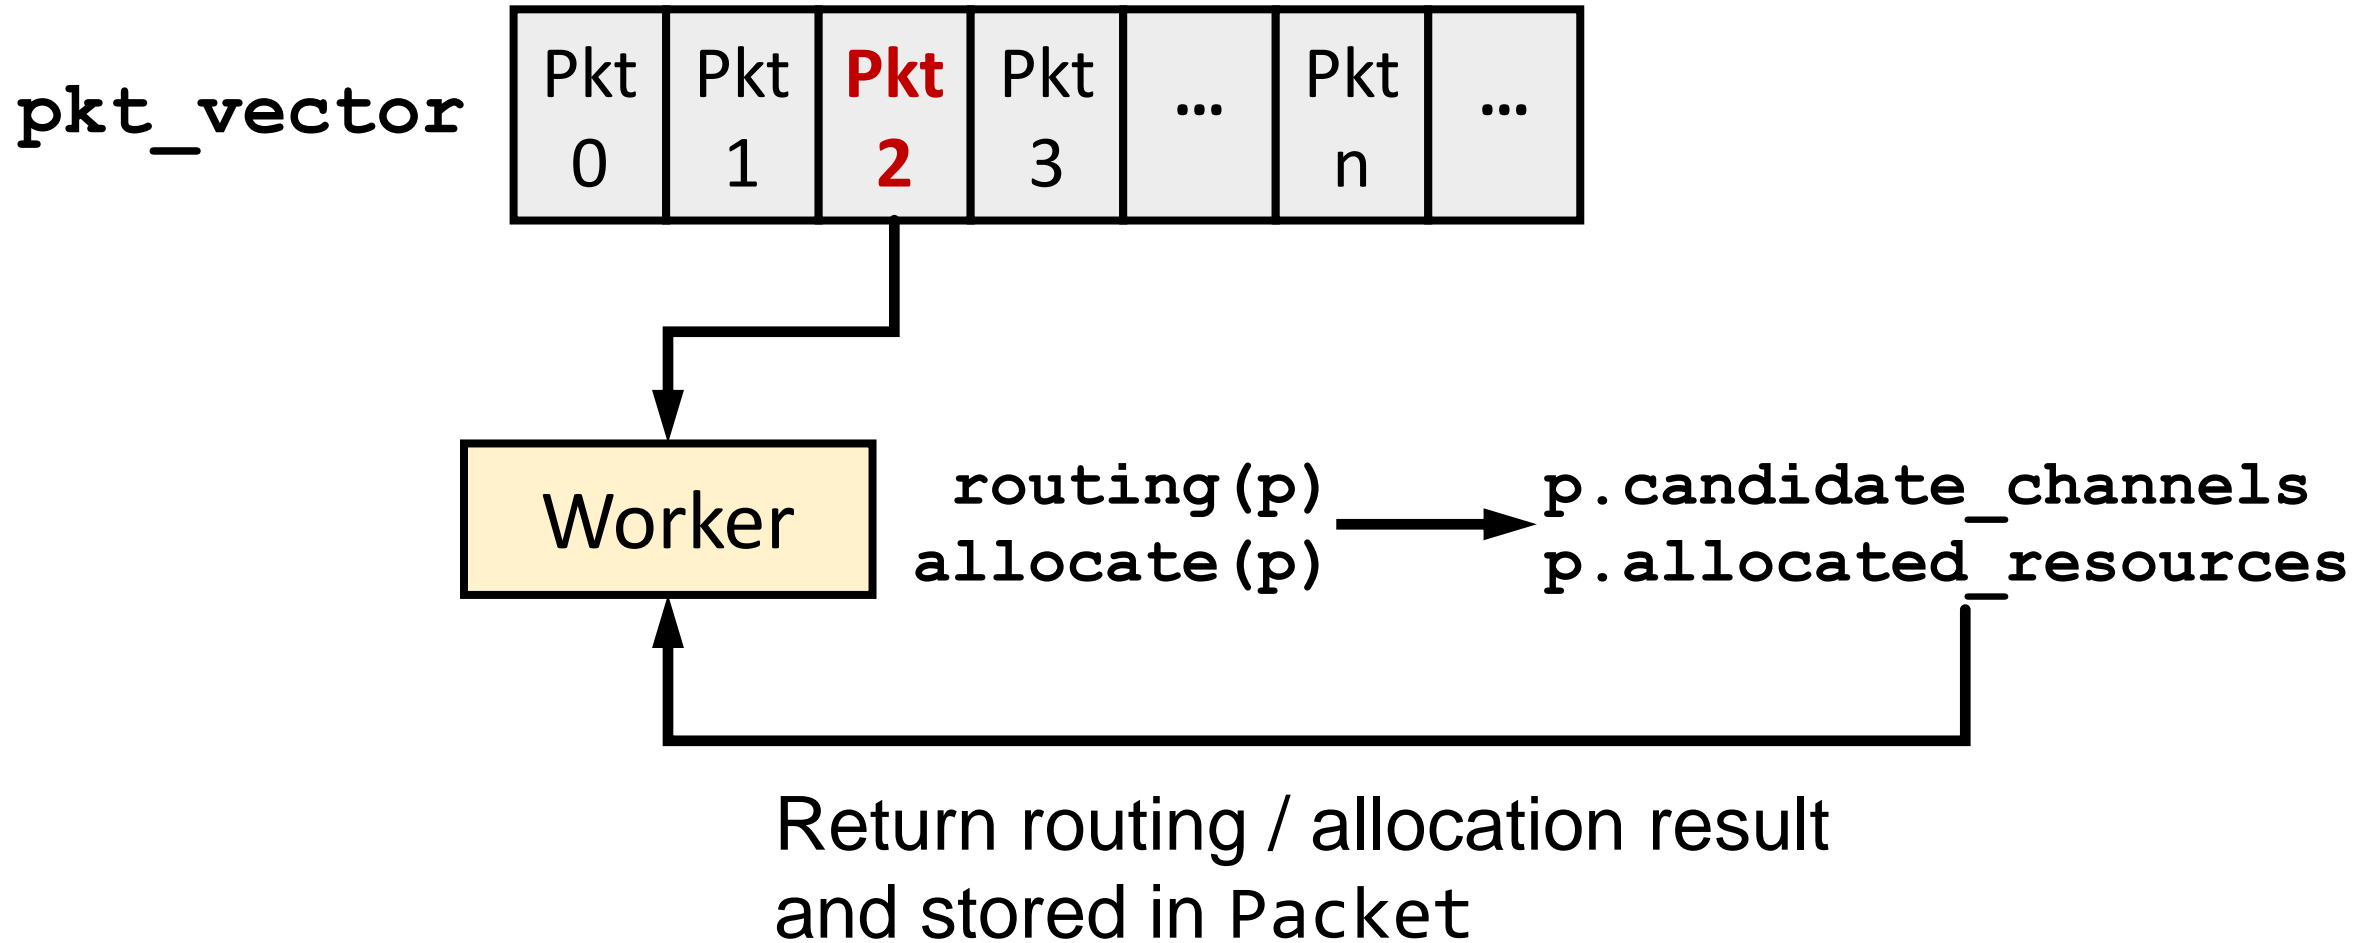 pkt_vector
Pkt 0
Pkt 1
Pkt 2
Pkt 3
...
Pkt n
...
Worker
routing(p)
allocate(p)
p.candidate_channels
p.allocated_resources
Return routing / allocation result
and stored in Packet